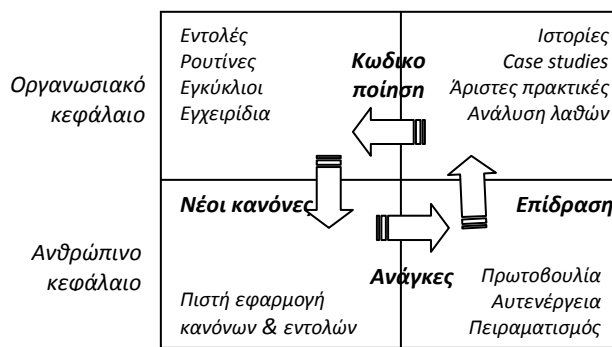 Οργανωσιακό
κεφάλαιο
Εντολές
Ρουτίνες
Εγκύκλιοι
Εγχειρίδια
Κωδικο
ποίηση
Ιστορίες
Case studies
Άριστες πρακτικές
Ανάλυση λαθών
Ανθρώπινο
κεφάλαιο
Νέοι κανόνες
Πιστή εφαρμογή
κανόνων & εντολών
Ανάγκες
Επίδραση
Πρωτοβουλία
Αυτενέργεια
Πειραματισμός